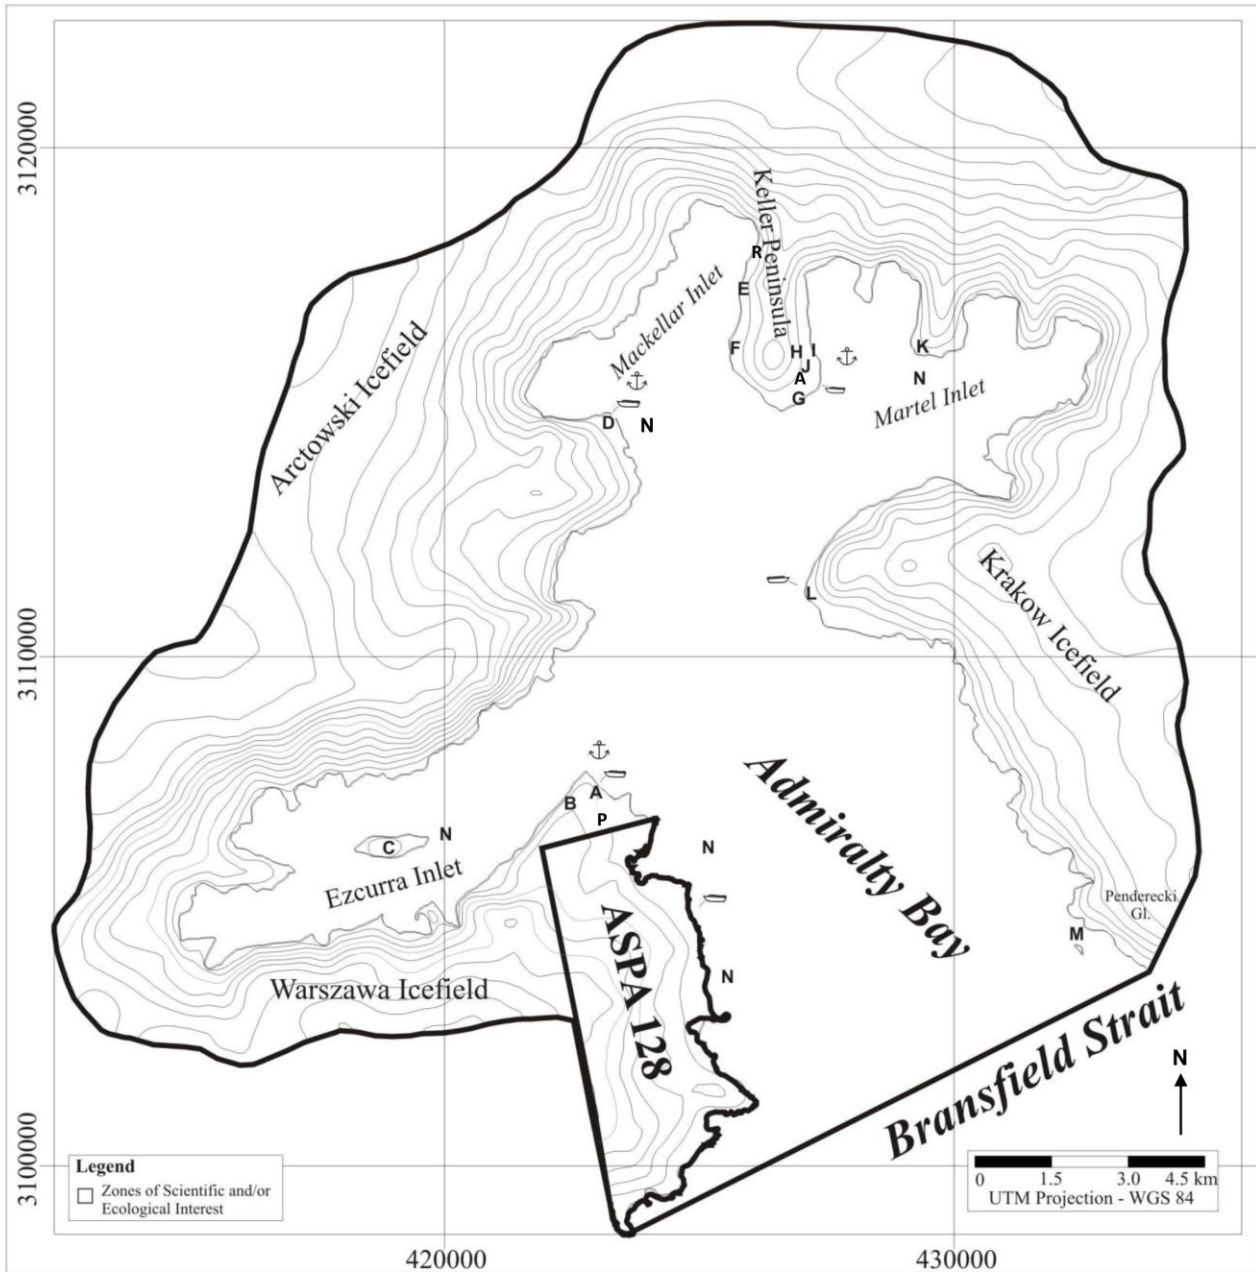 3120000
3110000
3100000
420000
430000
Keller Peninsula
R
E
Mackellar Inlet
F
H
I
J
A
G
K
N
Martel Inlet
D
N
Arctowski Icefield
Krakow Icefield
L
B
A
P
C
N
Ezcurra Inlet
N
N
Admiralty Bay
Penderecki
Gl.
M
ASPA 128
Warszawa Icefield
Bransfield Strait
N
Legend
Zones of Scientific and/or
Ecological Interest
0 1.5 3.0 4.5 km
UTM Projection - WGS 84